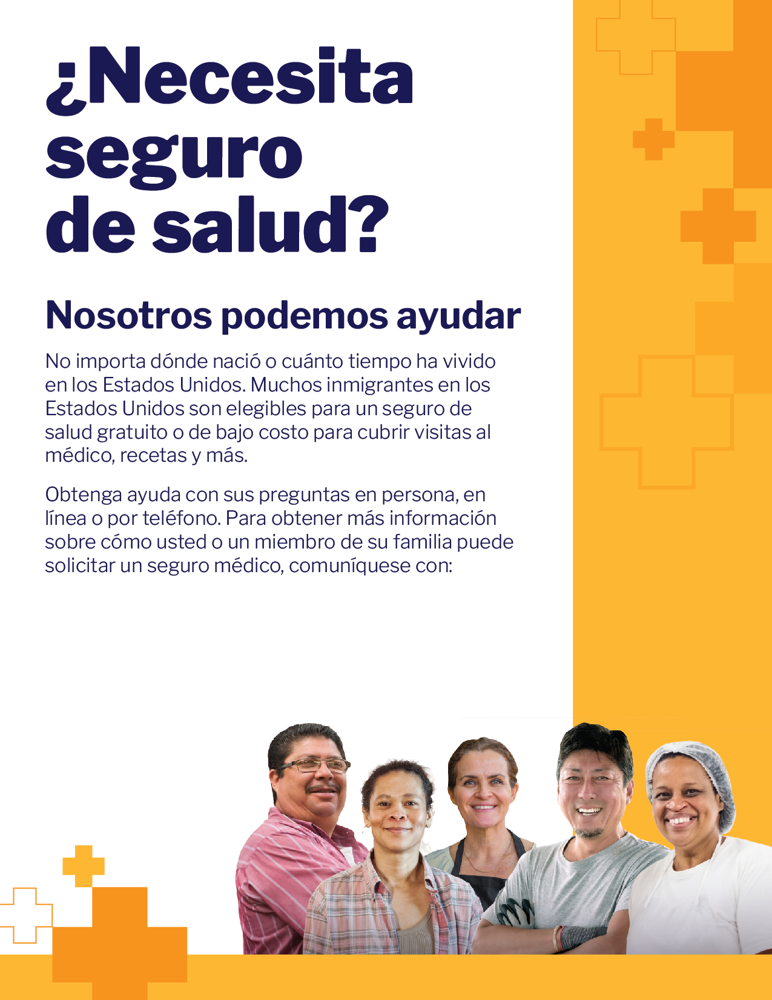 ¿Necesita
seguro
de salud?
Nosotros podemos ayudar
No importa dónde nació o cuánto tiempo ha vivido
en los Estados Unidos. Muchos inmigrantes en los
Estados Unidos son elegibles para un seguro de
salud gratuito o de bajo costo para cubrir visitas al
médico, recetas y más.
Obtenga ayuda con sus preguntas en persona, en
línea o por teléfono. Para obtener más información
sobre cómo usted o un miembro de su familia puede
solicitar un seguro médico, comuníquese con: